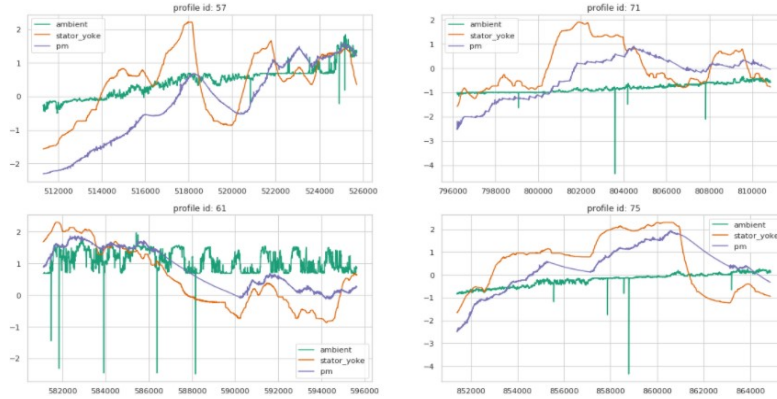 profile id: 57
ambient
stator_yoke
pm
2
1
0
−1
−2
512000 514000 516000 518000 520000 522000 524000 526000
profile id: 71
ambient
stator_yoke
pm
2
1
0
−1
−2
−3
−4
796000 798000 800000 802000 804000 806000 808000 810000
profile id: 61
2
1
0
−1
−2
ambient
stator_yoke
pm
582000 584000 586000 588000 590000 592000 594000 596000
profile id: 75
ambient
stator_yoke
pm
2
1
0
−1
−2
−3
−4
852000 854000 856000 858000 860000 862000 864000